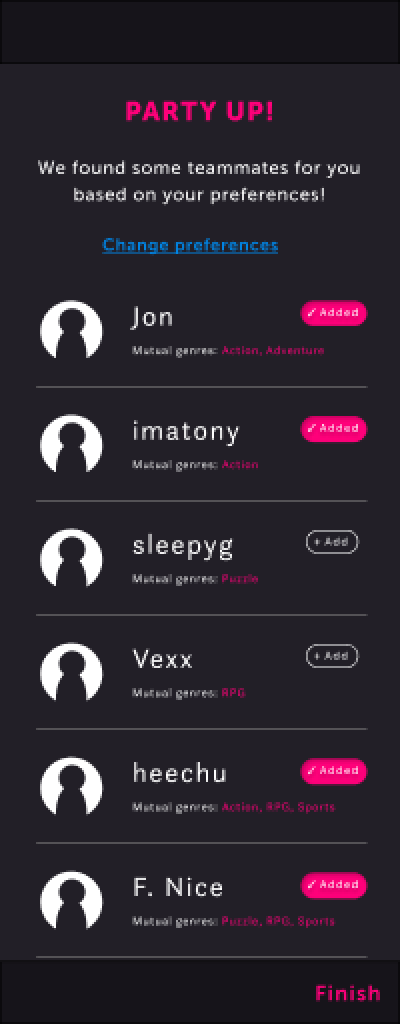 PARTY UP!
We found some teammates for you
based on your preferences!
Change preferences
Jon
✓ Added
Mutual genres: Action, Adventure
imatony
✓ Added
Mutual genres: Action
sleepyg
+ Add
Mutual genres: Puzzle
Vexx
+ Add
Mutual genres: RPG
heechu
✓ Added
Mutual genres: Action, RPG, Sports
F. Nice
✓ Added
Mutual genres: Puzzle, RPG, Sports
Finish